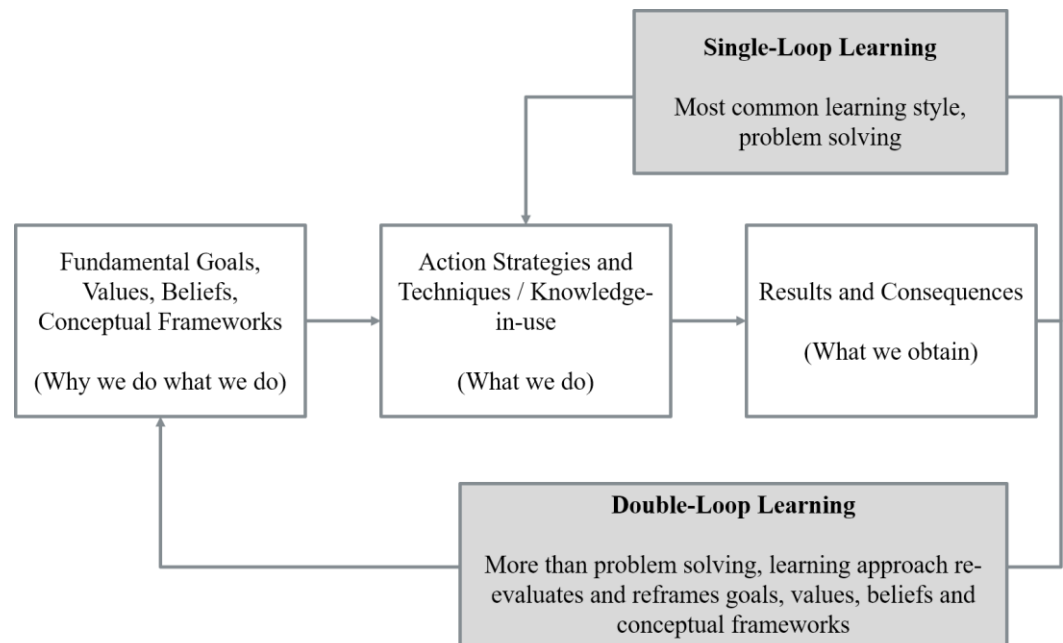 Single-Loop Learning
Most common learning style,
problem solving
Fundamental Goals,
Values, Beliefs,
Conceptual Frameworks
(Why we do what we do)
Action Strategies and
Techniques / Knowledge-
in-use
(What we do)
Results and Consequences
(What we obtain)
Double-Loop Learning
More than problem solving, learning approach re-
evaluates and reframes goals, values, beliefs and
conceptual frameworks